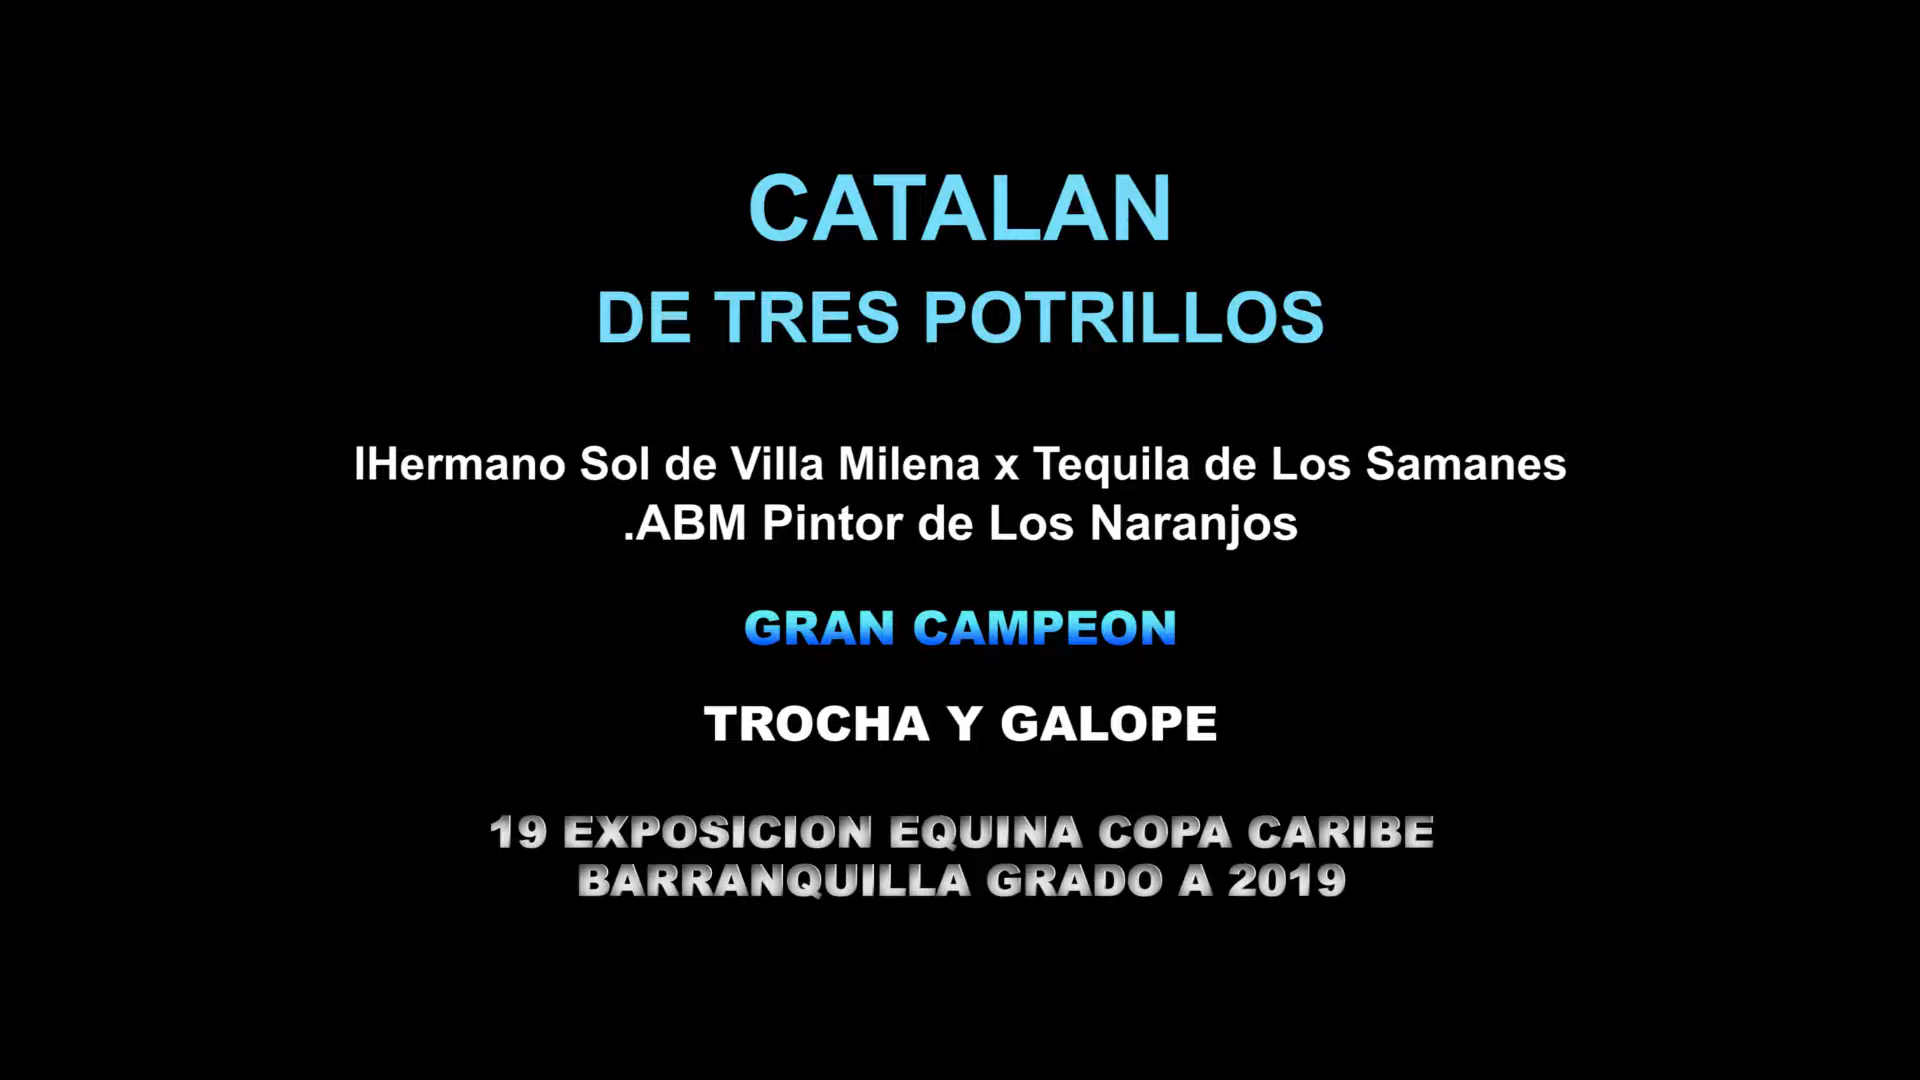 CATALAN
DE TRES POTRILLOS
lHermano Sol de Villa Milena x Tequila de Los Samanes
.ABM Pintor de Los Naranjos
GRAN CAMPEON
TROCHA Y GALOPE
19 EXPOSICION EQUINA COPA CARIBE
BARRANQUILLA GRADO A 2019